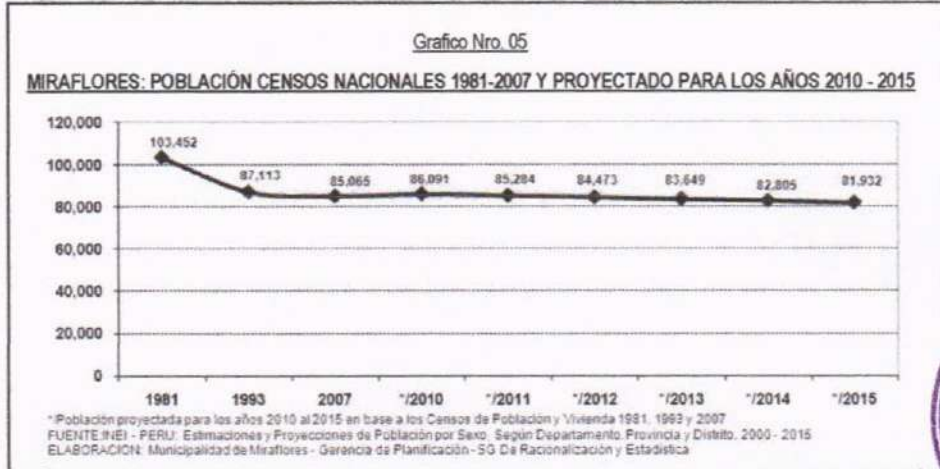 Grafico Nro. 05
MIRAFLORES: POBLACIÓN CENSOS NACIONALES 1981-2007 Y PROYECTADO PARA LOS AÑOS 2010 - 2015
120,000
100,000
80,000
60,000
40,000
20,000
0
103,452
87,113
85,065
86,091
85,284
84,473
83,649
82,805
81,932
1981 1993 2007 */2010 */2011 */2012 */2013 */2014 */2015
*/Población proyectada para los años 2010 al 2015 en base a los Censos de Población y Vivienda 1981, 1993 y 2007
FUENTE:INEI - PERU: Estimaciones y Proyecciones de Población por Sexo, Según Departamento, Provincia y Distrito, 2000 - 2015
ELABORACIÓN: Municipalidad de Miraflores - Gerencia de Planificación - SG De Racionalización y Estadistica